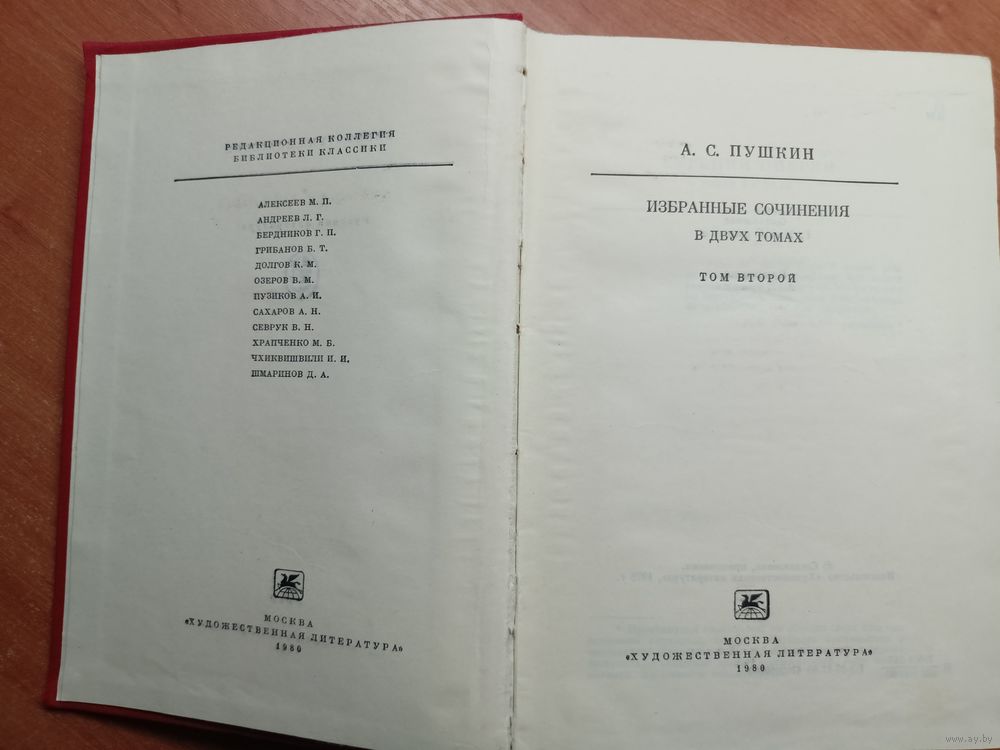 РЕДАКЦИОННАЯ КОЛЛЕГИЯ
БИБЛИОТЕКИ КЛАССИКИ
АЛЕКСЕЕВ М. П.
АНДРЕЕВ Л. Г.
БЕРДНИКОВ Г. П.
ГРИБАНОВ Б. Т.
ДОЛГОВ К. М.
ОЗЕРОВ В. М.
ПУЗИКОВ А. И.
САХАРОВ А. Н.
СЕВРУК В. Н.
ХРАПЧЕНКО М. Б.
ЧХИКВИШВИЛИ И. И.
ШМАРИНОВ Д. А.
МОСКВА
«ХУДОЖЕСТВЕННАЯ ЛИТЕРАТУРА»
1980
А. С. ПУШКИН
ИЗБРАННЫЕ СОЧИНЕНИЯ
В ДВУХ ТОМАХ
ТОМ ВТОРОЙ
МОСКВА
«ХУДОЖЕСТВЕННАЯ ЛИТЕРАТУРА»
1980
www.ay.by